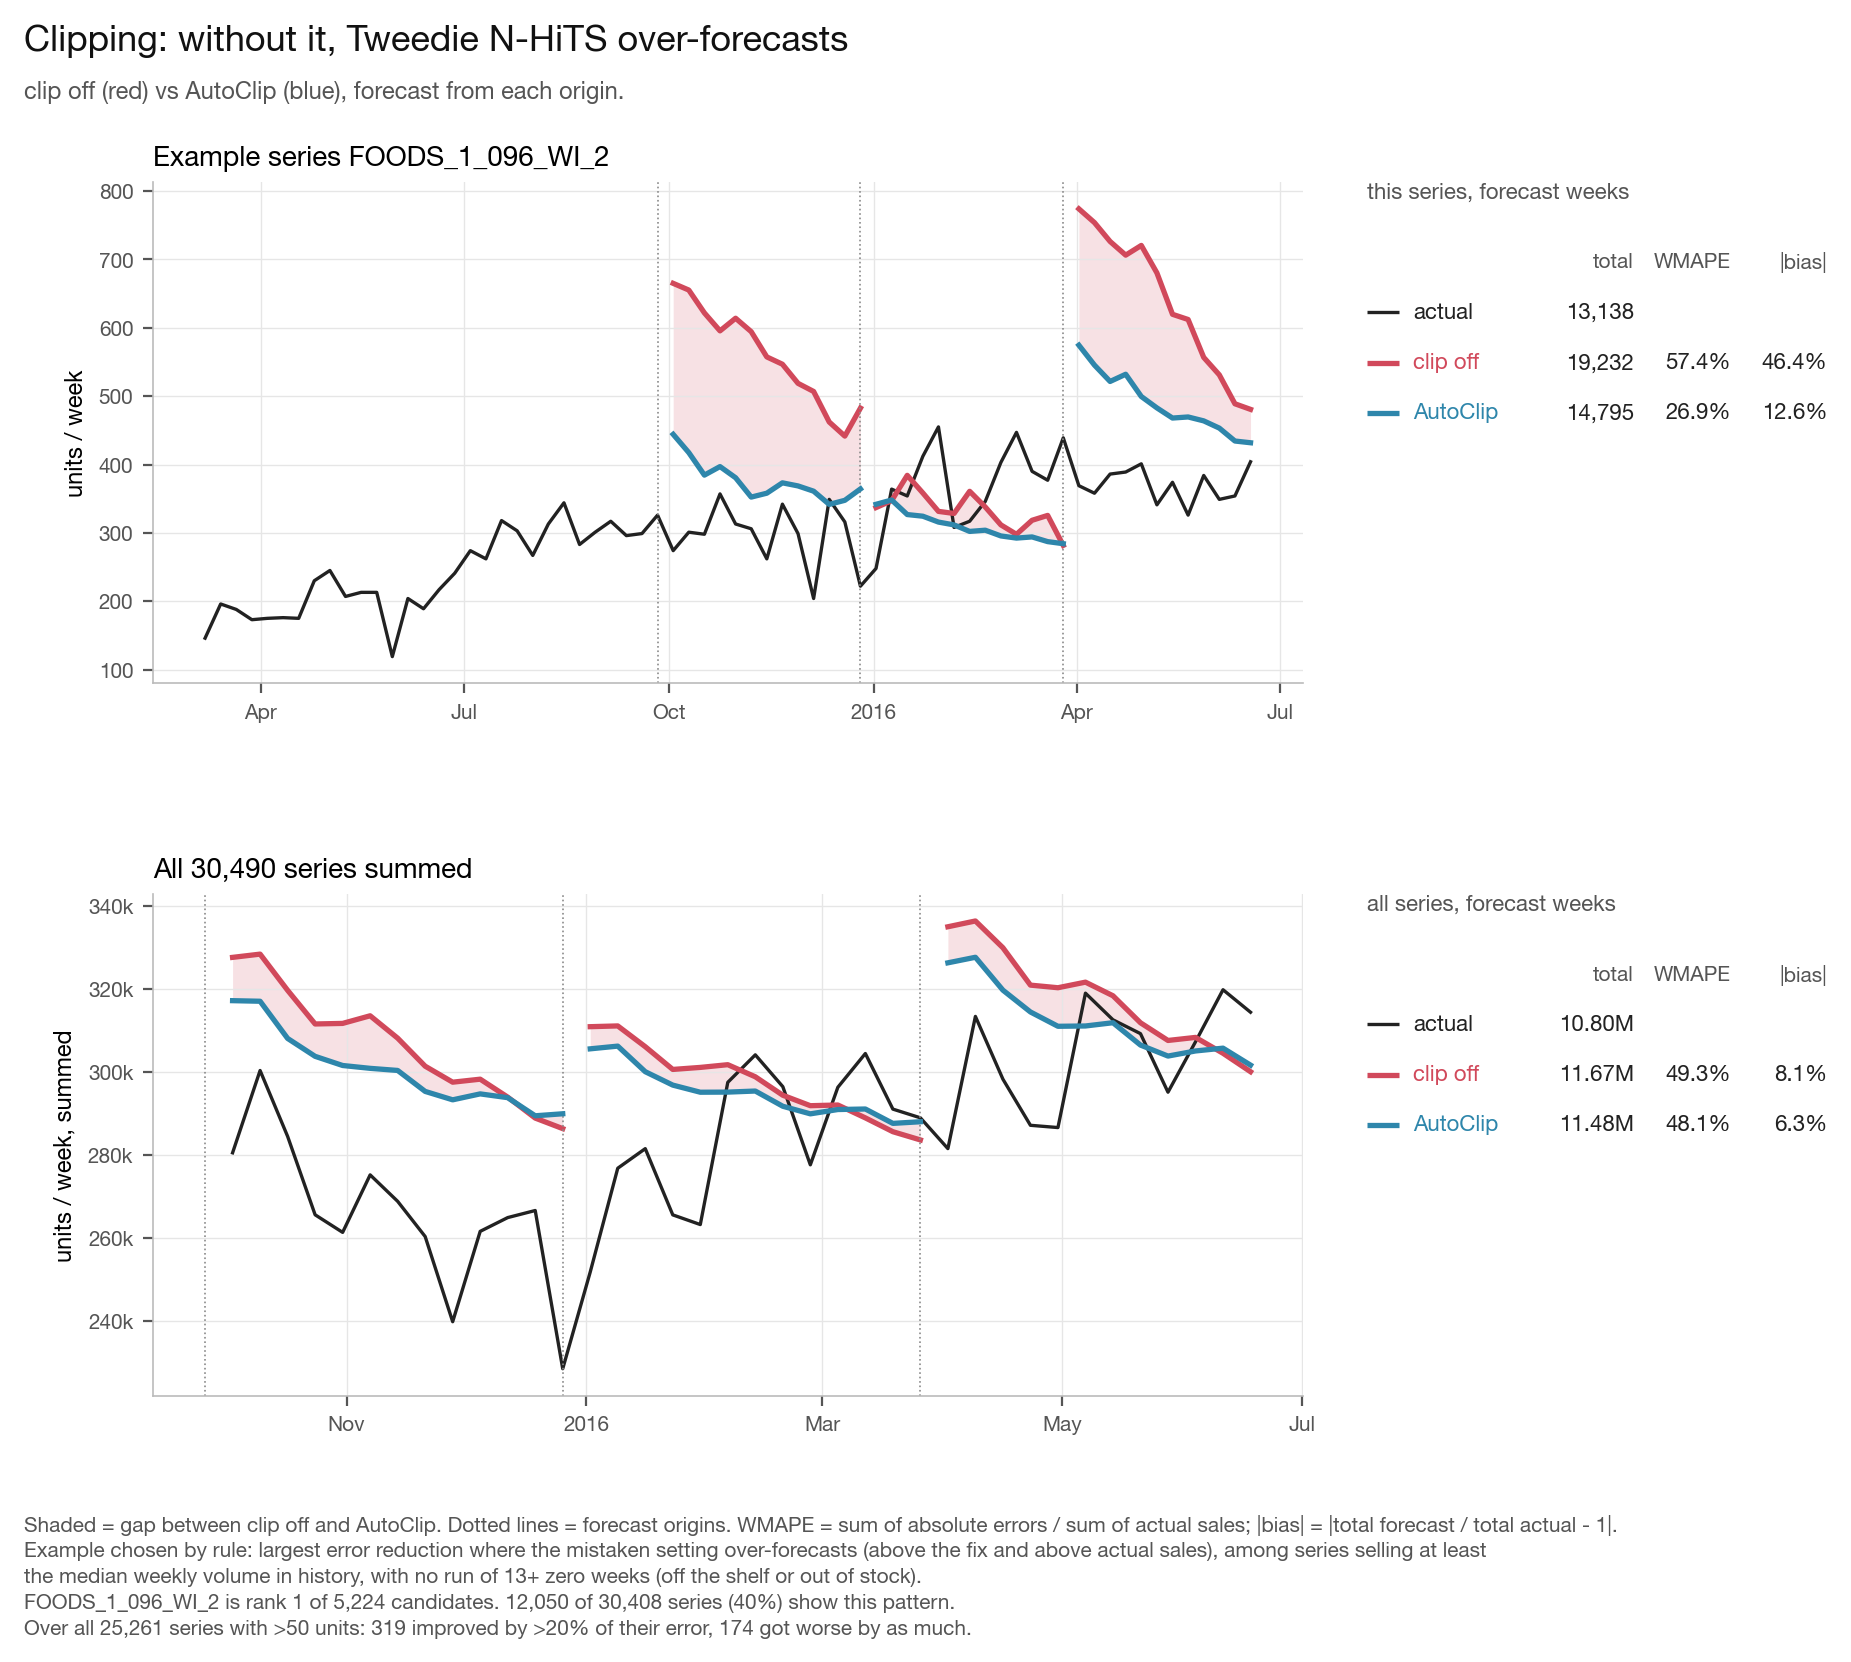 Clipping: without it, Tweedie N-HiTS over-forecasts
clip off (red) vs AutoClip (blue), forecast from each origin.
Example series FOODS_1_096_WI_2
800
700
600
500
400
300
200
100
units / week
Apr
Jul
Oct
2016
Apr
Jul
this series, forecast weeks
total WMAPE |bias|
actual 13,138
clip off 19,232 57.4% 46.4%
AutoClip 14,795 26.9% 12.6%
All 30,490 series summed
340k
320k
300k
280k
260k
240k
units / week, summed
Nov
2016
Mar
May
Jul
all series, forecast weeks
total WMAPE |bias|
actual 10.80M
clip off 11.67M 49.3% 8.1%
AutoClip 11.48M 48.1% 6.3%
Shaded = gap between clip off and AutoClip. Dotted lines = forecast origins. WMAPE = sum of absolute errors / sum of actual sales; |bias| = |total forecast / total actual - 1|.
Example chosen by rule: largest error reduction where the mistaken setting over-forecasts (above the fix and above actual sales), among series selling at least
the median weekly volume in history, with no run of 13+ zero weeks (off the shelf or out of stock).
FOODS_1_096_WI_2 is rank 1 of 5,224 candidates. 12,050 of 30,408 series (40%) show this pattern.
Over all 25,261 series with >50 units: 319 improved by >20% of their error, 174 got worse by as much.